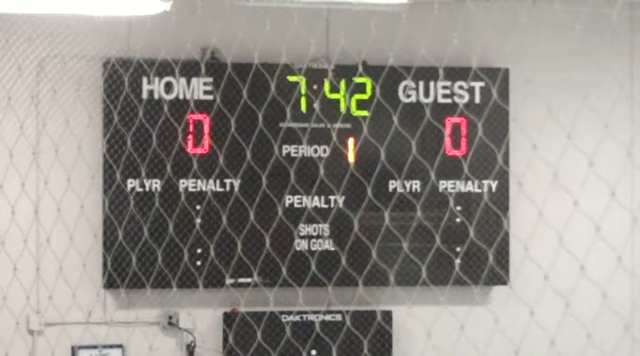 HOME 7:42 GUEST
0 0
PERIOD 1
PLYR PENALTY PLYR PENALTY
PENALTY
SHOTS
ON GOAL
DAKTRONICS